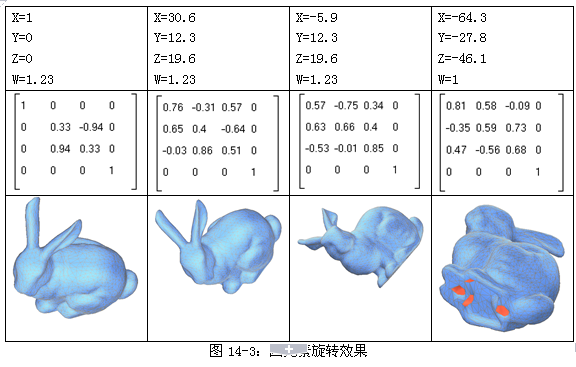 X=1
Y=0
Z=0
W=1.23
X=30.6
Y=12.3
Z=19.6
W=1.23
X=-5.9
Y=12.3
Z=19.6
W=1.23
X=-64.3
Y=-27.8
Z=-46.1
W=1
1 0 0 0
0 0.33 -0.94 0
0 0.94 0.33 0
0 0 0 1
0.76 -0.31 0.57 0
0.65 0.4 -0.64 0
-0.03 0.86 0.51 0
0 0 0 1
0.57 -0.75 0.34 0
0.63 0.66 0.4 0
-0.53 -0.01 0.85 0
0 0 0 1
0.81 0.58 -0.09 0
-0.35 0.59 0.73 0
0.47 -0.56 0.68 0
0 0 0 1
图 14-3：素旋转效果